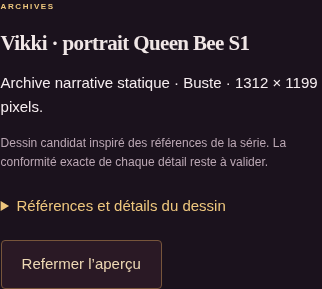 ARCHIVES
Vikki · portrait Queen Bee S1
Archive narrative statique · Buste · 1312 × 1199
pixels.
Dessin candidat inspiré des références de la série. La
conformité exacte de chaque détail reste à valider.
Références et détails du dessin
Refermer l’aperçu